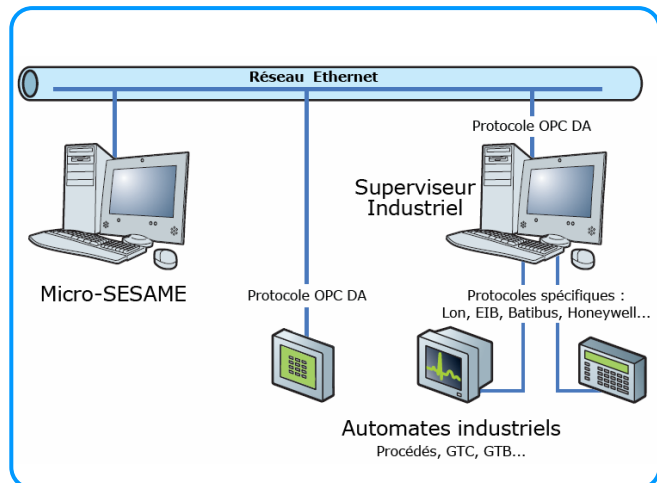 Réseau Ethernet
Protocole OPC DA
Superviseur
Industriel
Micro-SESAME
Protocole OPC DA
Protocoles spécifiques :
Lon, EIB, Batibus, Honeywell...
Automates industriels
Procédés, GTC, GTB...